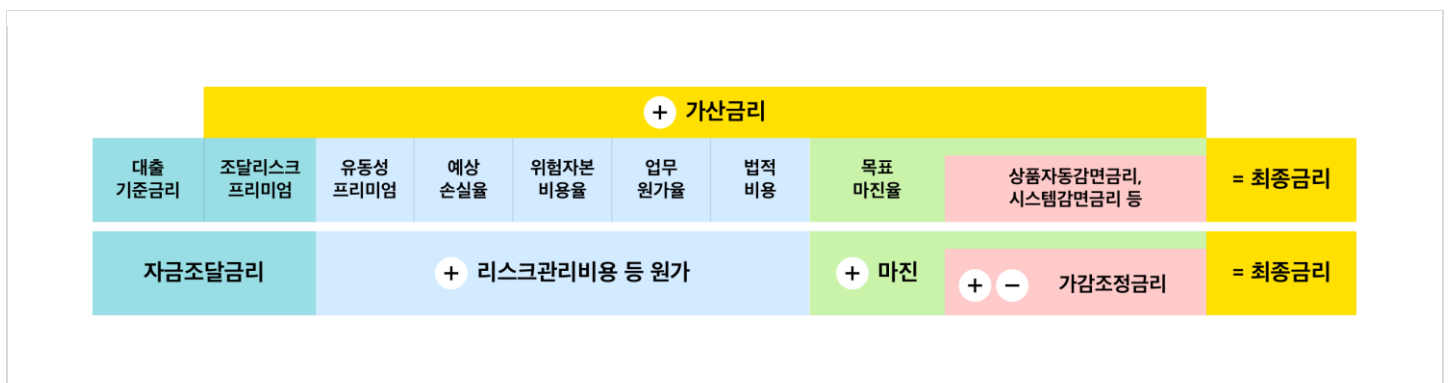 + 가산금리
대출
기준금리
조달리스크
프리미엄
유동성
프리미엄
예상
손실율
위험자본
비용율
업무
원가율
법적
비용
목표
마진율
상품자동감면금리,
시스템감면금리 등
= 최종금리
자금조달금리
+ 리스크관리비용 등 원가
+ 마진
+ − 가감조정금리
= 최종금리